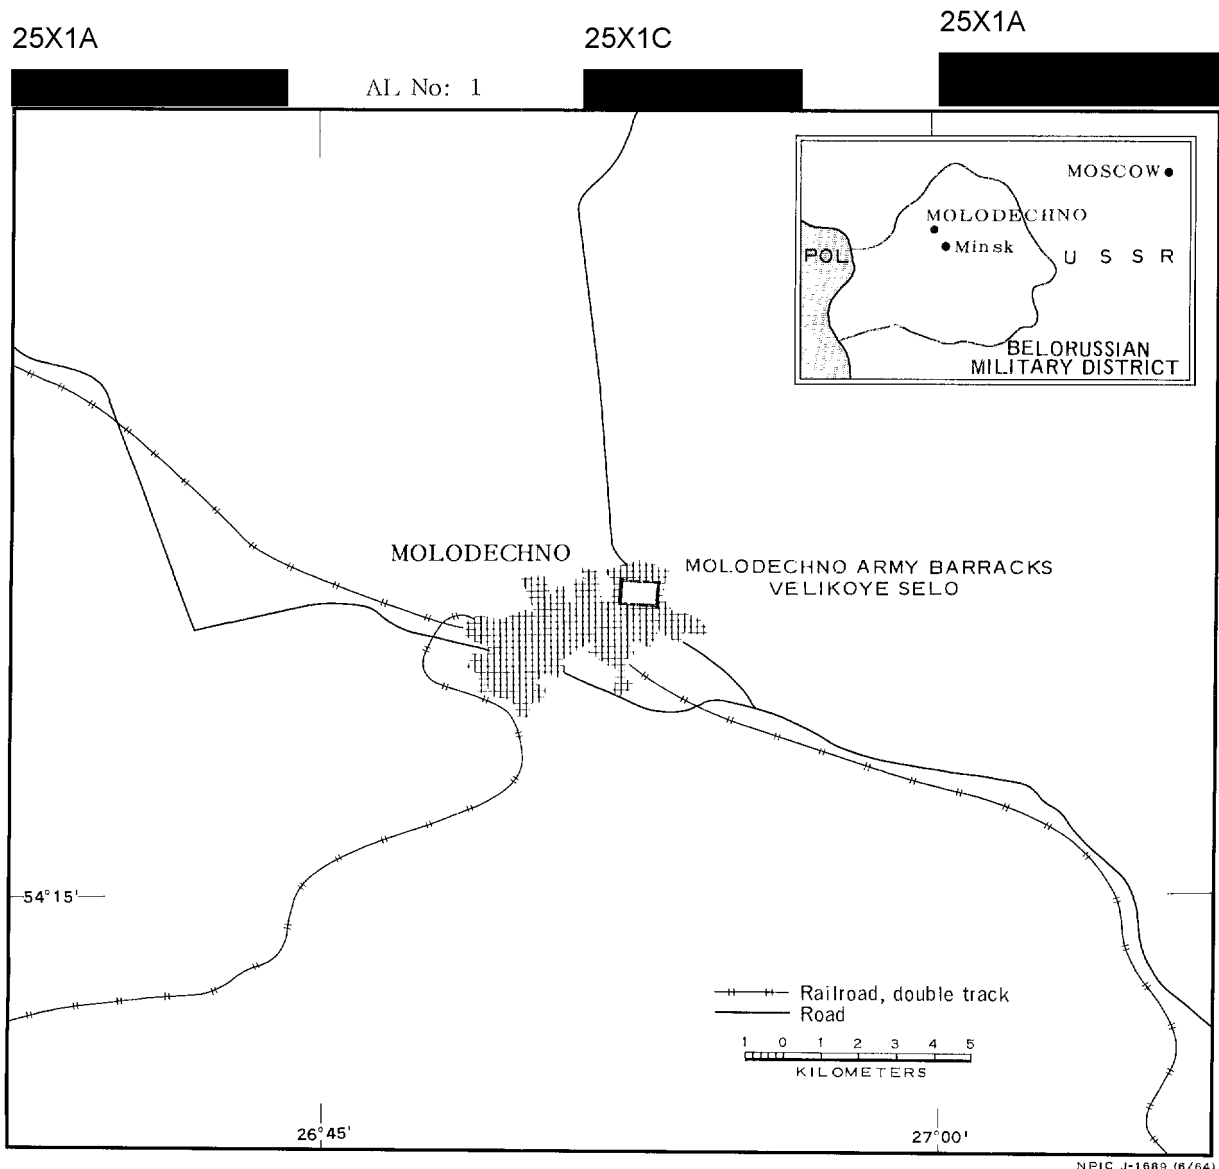 25X1A
25X1C
25X1A
AL No: 1
MOSCOW
MOLODECHNO
Minsk
POL
U S S R
BELORUSSIAN
MILITARY DISTRICT
MOLODECHNO
MOLODECHNO ARMY BARRACKS
VELIKOYE SELO
54°15'
Railroad, double track
Road
1 0 1 2 3 4 5
KILOMETERS
26°45'
27°00'
NPIC J-1689 (6/64)